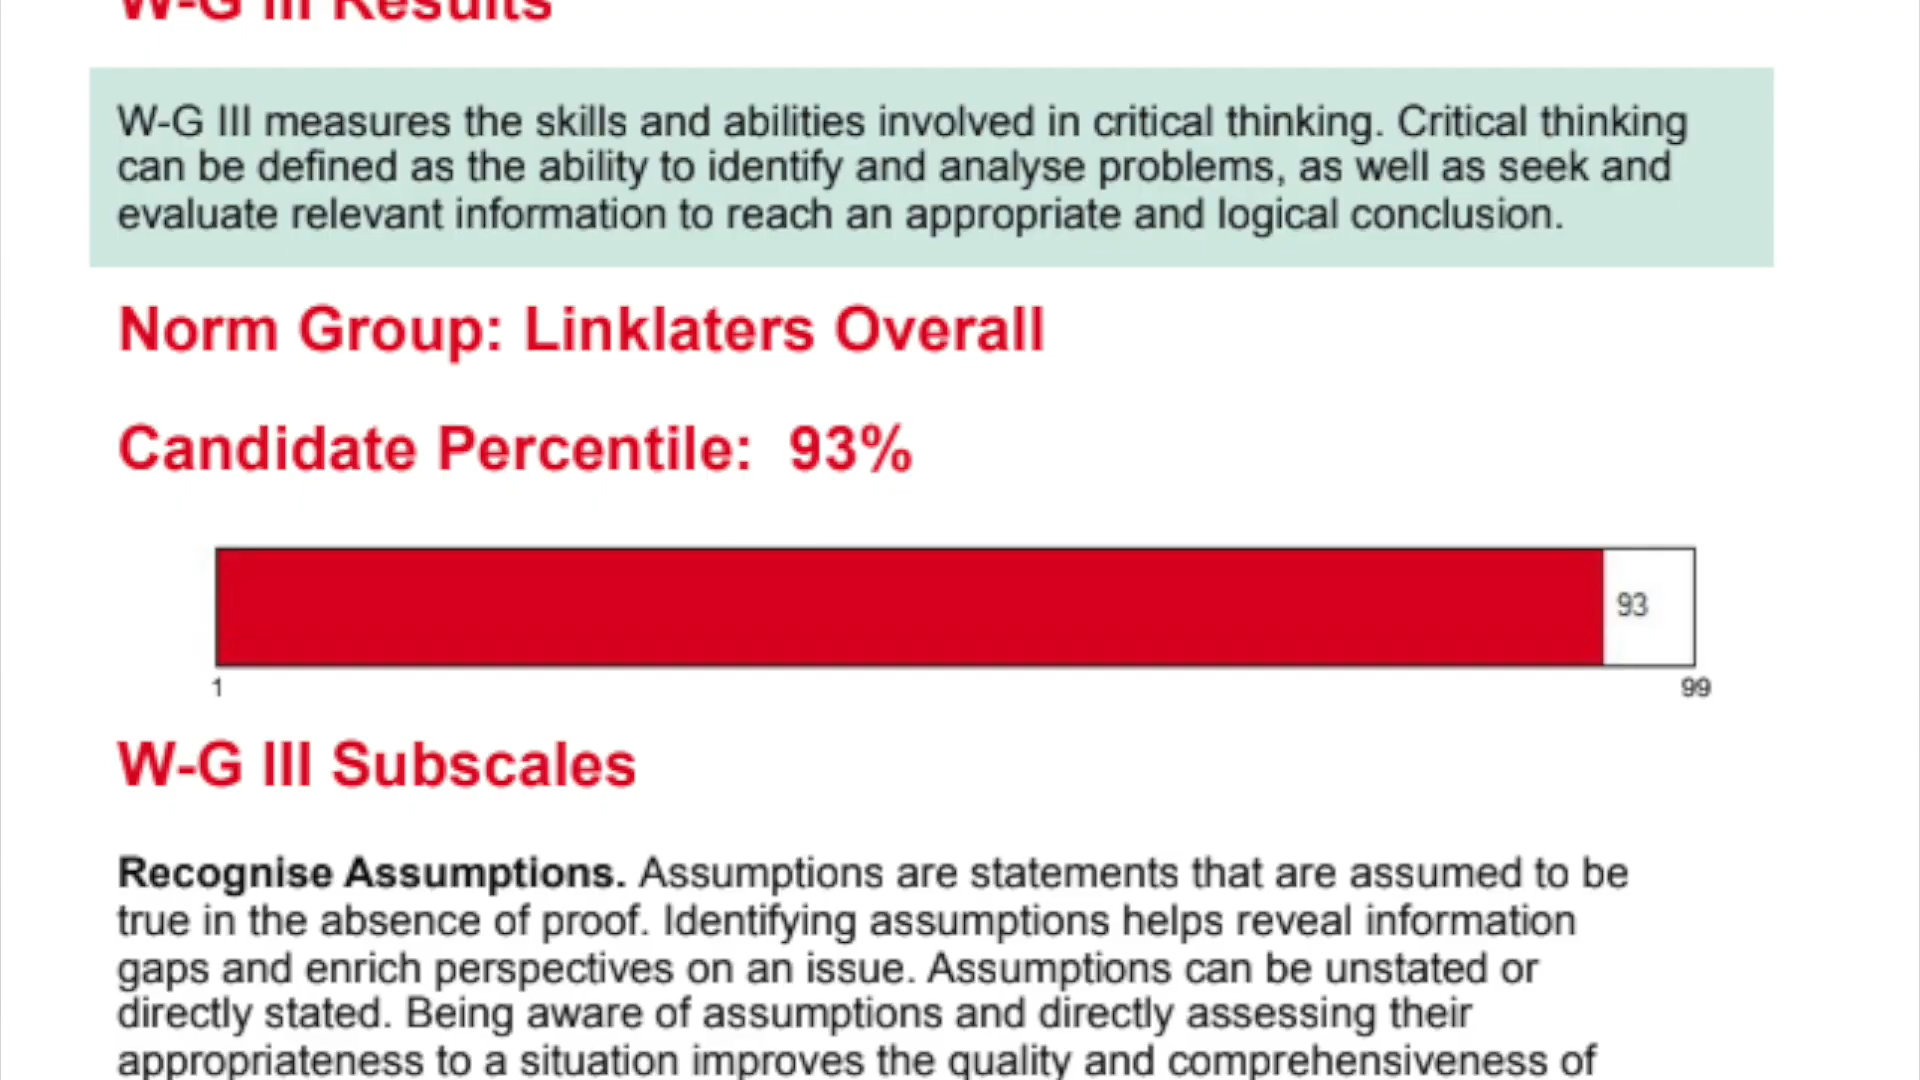 W-G III Results
W-G III measures the skills and abilities involved in critical thinking. Critical thinking
can be defined as the ability to identify and analyse problems, as well as seek and
evaluate relevant information to reach an appropriate and logical conclusion.
Norm Group: Linklaters Overall
Candidate Percentile: 93%
93
1
99
W-G III Subscales
Recognise Assumptions. Assumptions are statements that are assumed to be
true in the absence of proof. Identifying assumptions helps reveal information
gaps and enrich perspectives on an issue. Assumptions can be unstated or
directly stated. Being aware of assumptions and directly assessing their
appropriateness to a situation improves the quality and comprehensiveness of